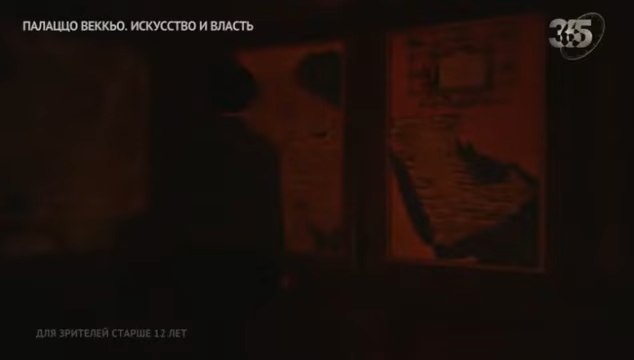 ПАЛАЦЦО ВЕККЬО. ИСКУССТВО И ВЛАСТЬ
365
ДЛЯ ЗРИТЕЛЕЙ СТАРШЕ 12 ЛЕТ